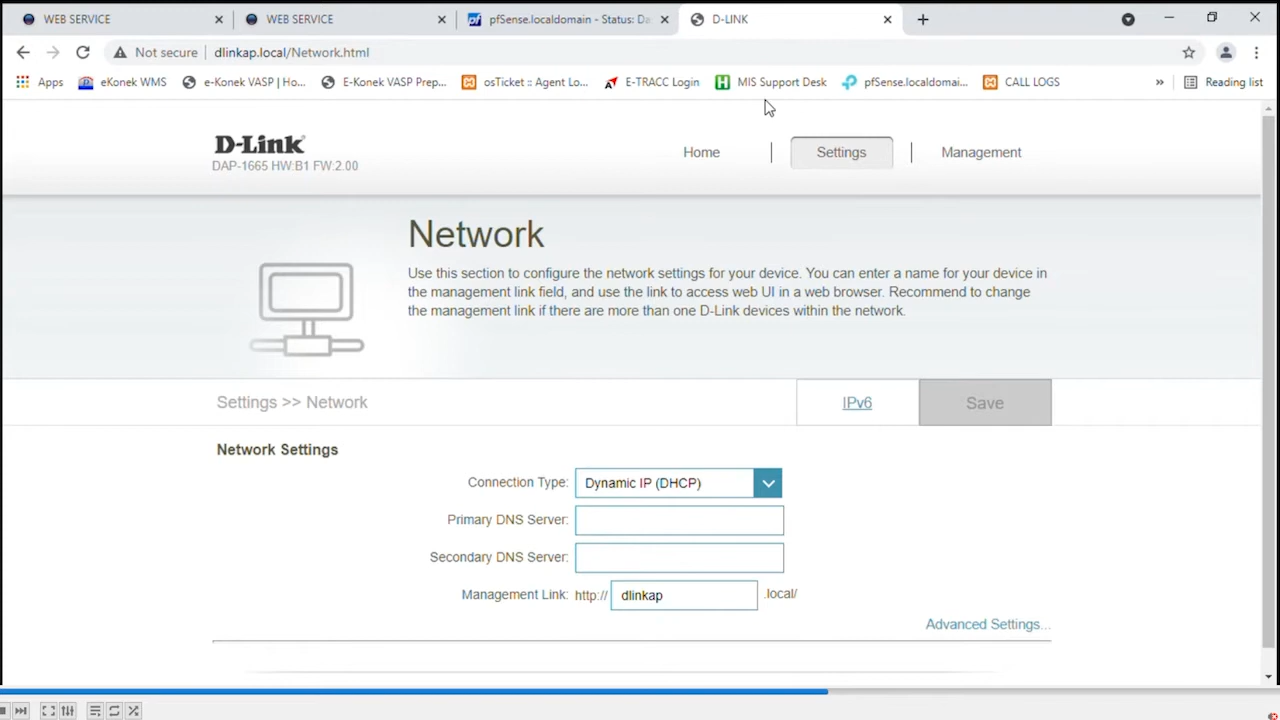 WEB SERVICE
WEB SERVICE
pfSense.localdomain - Status: Da
D-LINK
Not secure
dlinkap.local/Network.html
Apps
eKonek WMS
e-Konek VASP | Ho...
E-Konek VASP Prep...
osTicket :: Agent Lo...
E-TRACC Login
MIS Support Desk
pfSense.localdomai...
CALL LOGS
»
Reading list
D-Link
DAP-1665 HW:B1 FW:2.00
Home
Settings
Management
Network
Use this section to configure the network settings for your device. You can enter a name for your device in
the management link field, and use the link to access web UI in a web browser. Recommend to change
the management link if there are more than one D-Link devices within the network.
Settings >> Network
IPv6
Save
Network Settings
Connection Type: Dynamic IP (DHCP)
Primary DNS Server:
Secondary DNS Server:
Management Link: http:// dlinkap .local/
Advanced Settings...